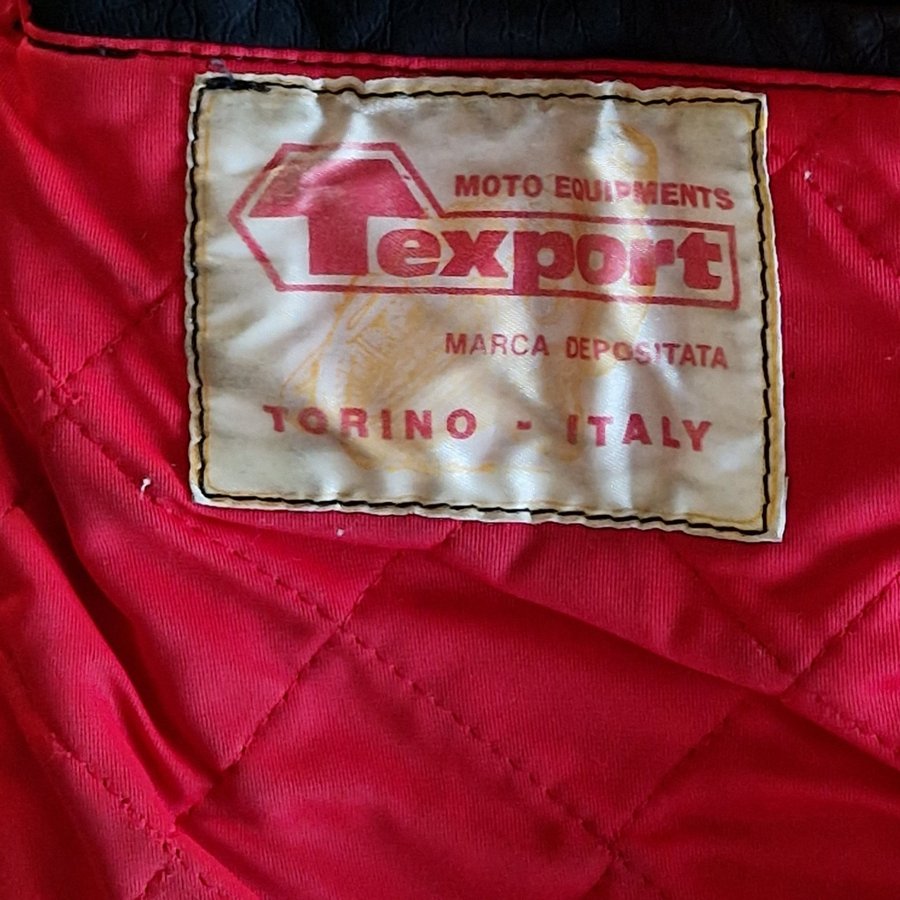 MOTO EQUIPMENTS
Texport
MARCA DEPOSITATA
TORINO - ITALY